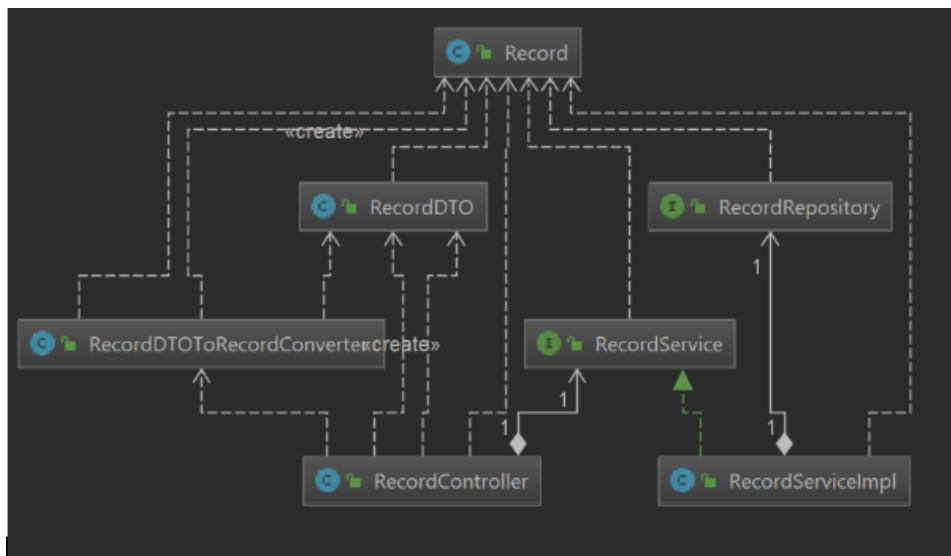 Record
«create»
RecordDTO
RecordRepository
1
RecordDTOToRecordConverter
«create»
RecordService
1
1
1
RecordController
RecordServiceImpl